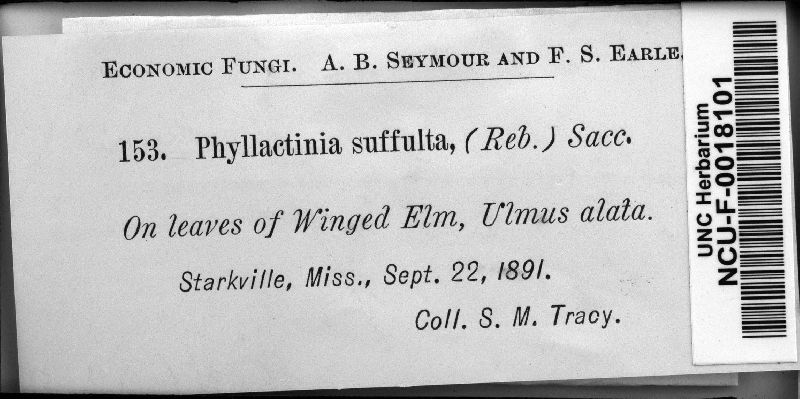 Economic Fungi. A. B. Seymour and F. S. Earle.
153. Phyllactinia suffulta, (Reb.) Sacc.
On leaves of Winged Elm, Ulmus alata.
Starkville, Miss., Sept. 22, 1891.
Coll. S. M. Tracy.
UNC Herbarium
NCU-F-0018101